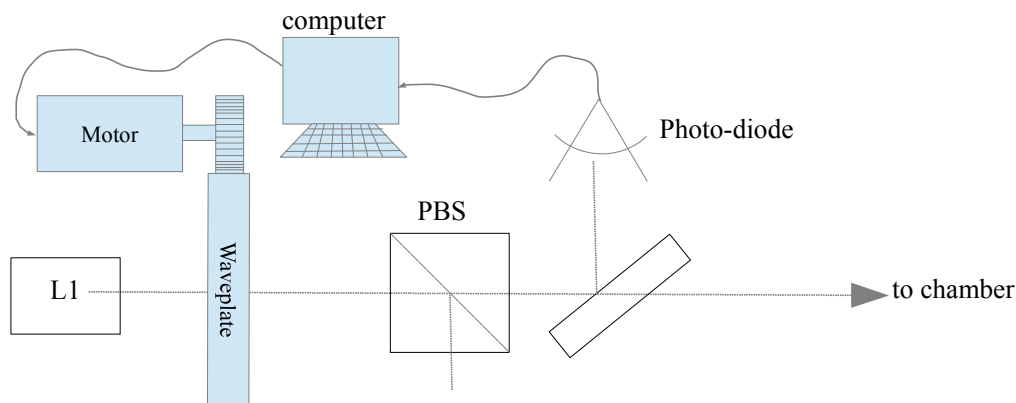 computer
Motor
Photo-diode
PBS
Waveplate
L1
to chamber